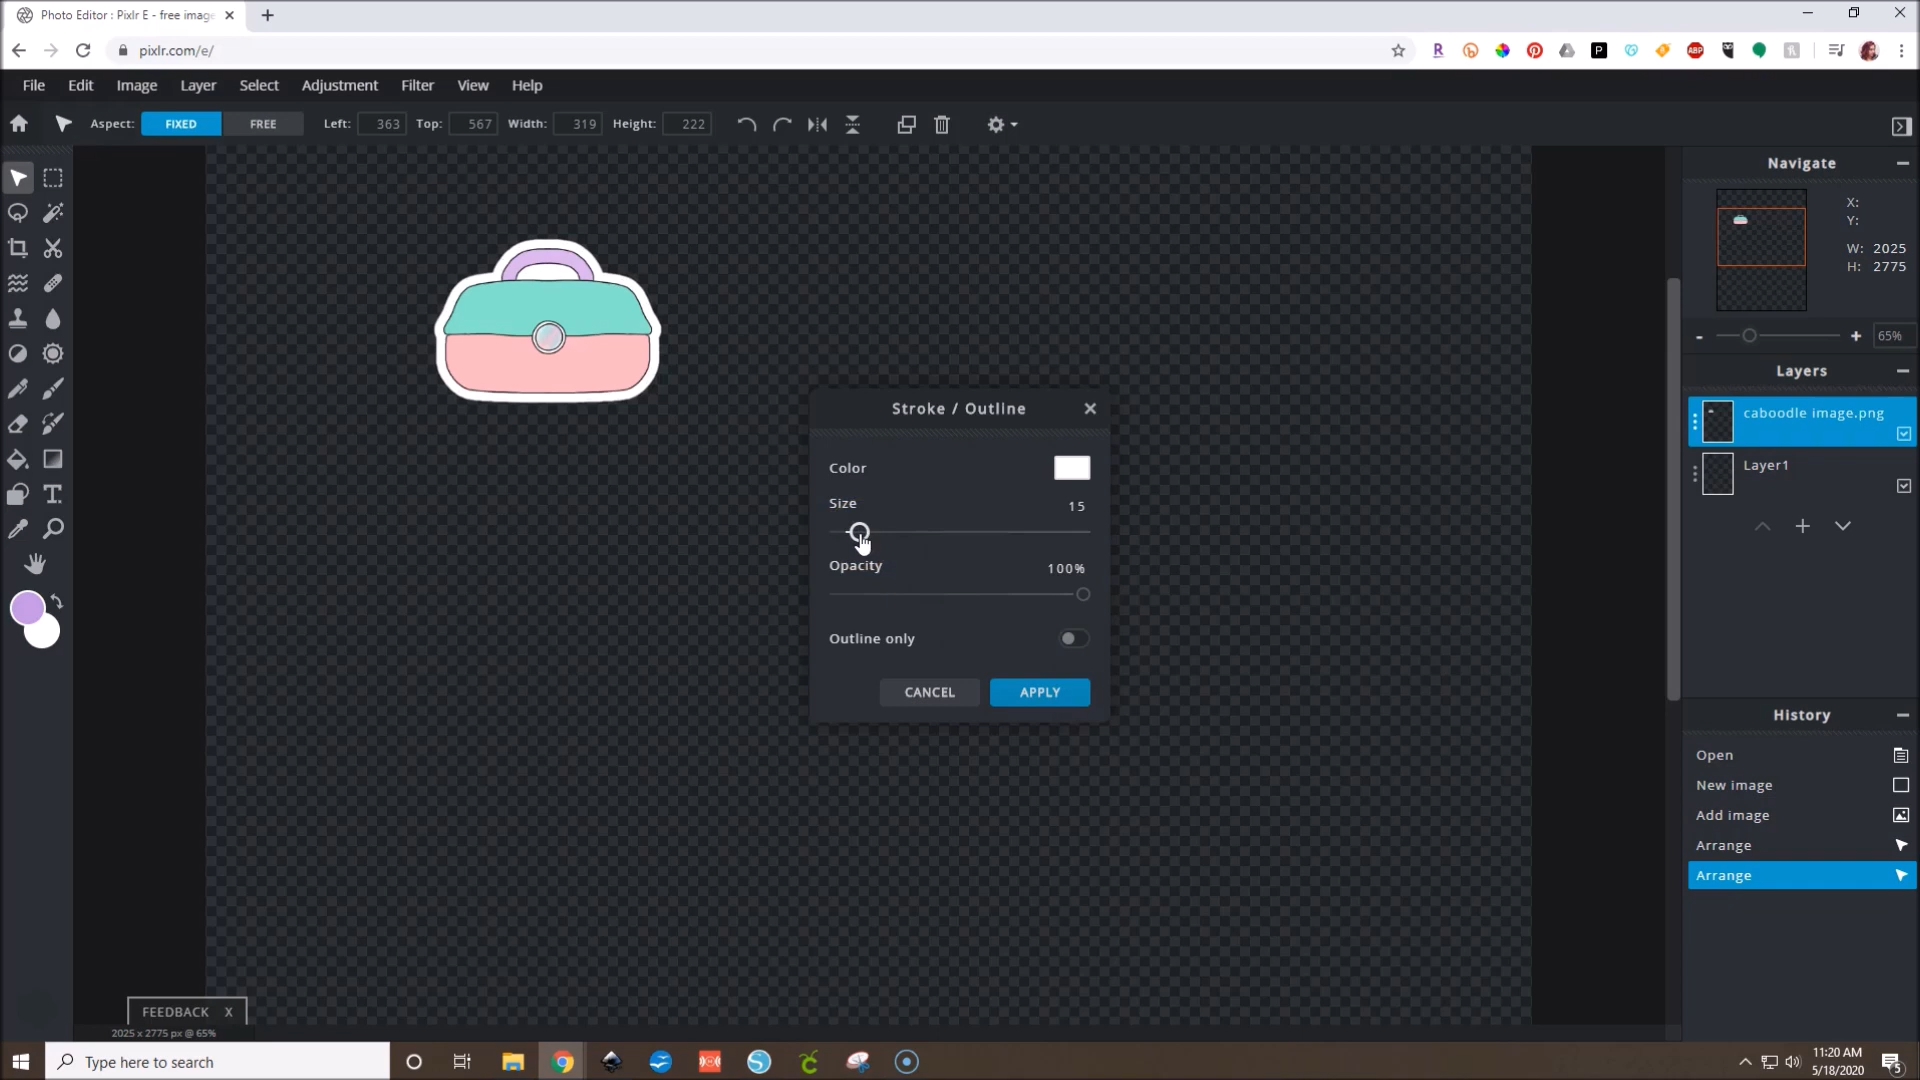 Photo Editor : Pixlr E - free imag
pixlr.com/e/
File Edit Image Layer Select Adjustment Filter View Help
Aspect: FIXED FREE Left: 363 Top: 567 Width: 319 Height: 222
Navigate
X:
Y:
W: 2025
H: 2775
- + 65%
Layers
caboodle image.png
Layer1
Stroke / Outline
Color
Size 15
Opacity 100%
Outline only
CANCEL APPLY
History
Open
New image
Add image
Arrange
Arrange
FEEDBACK X
2025 x 2775 px @ 65%
Type here to search
11:20 AM
5/18/2020
5
R
P
ABP
T